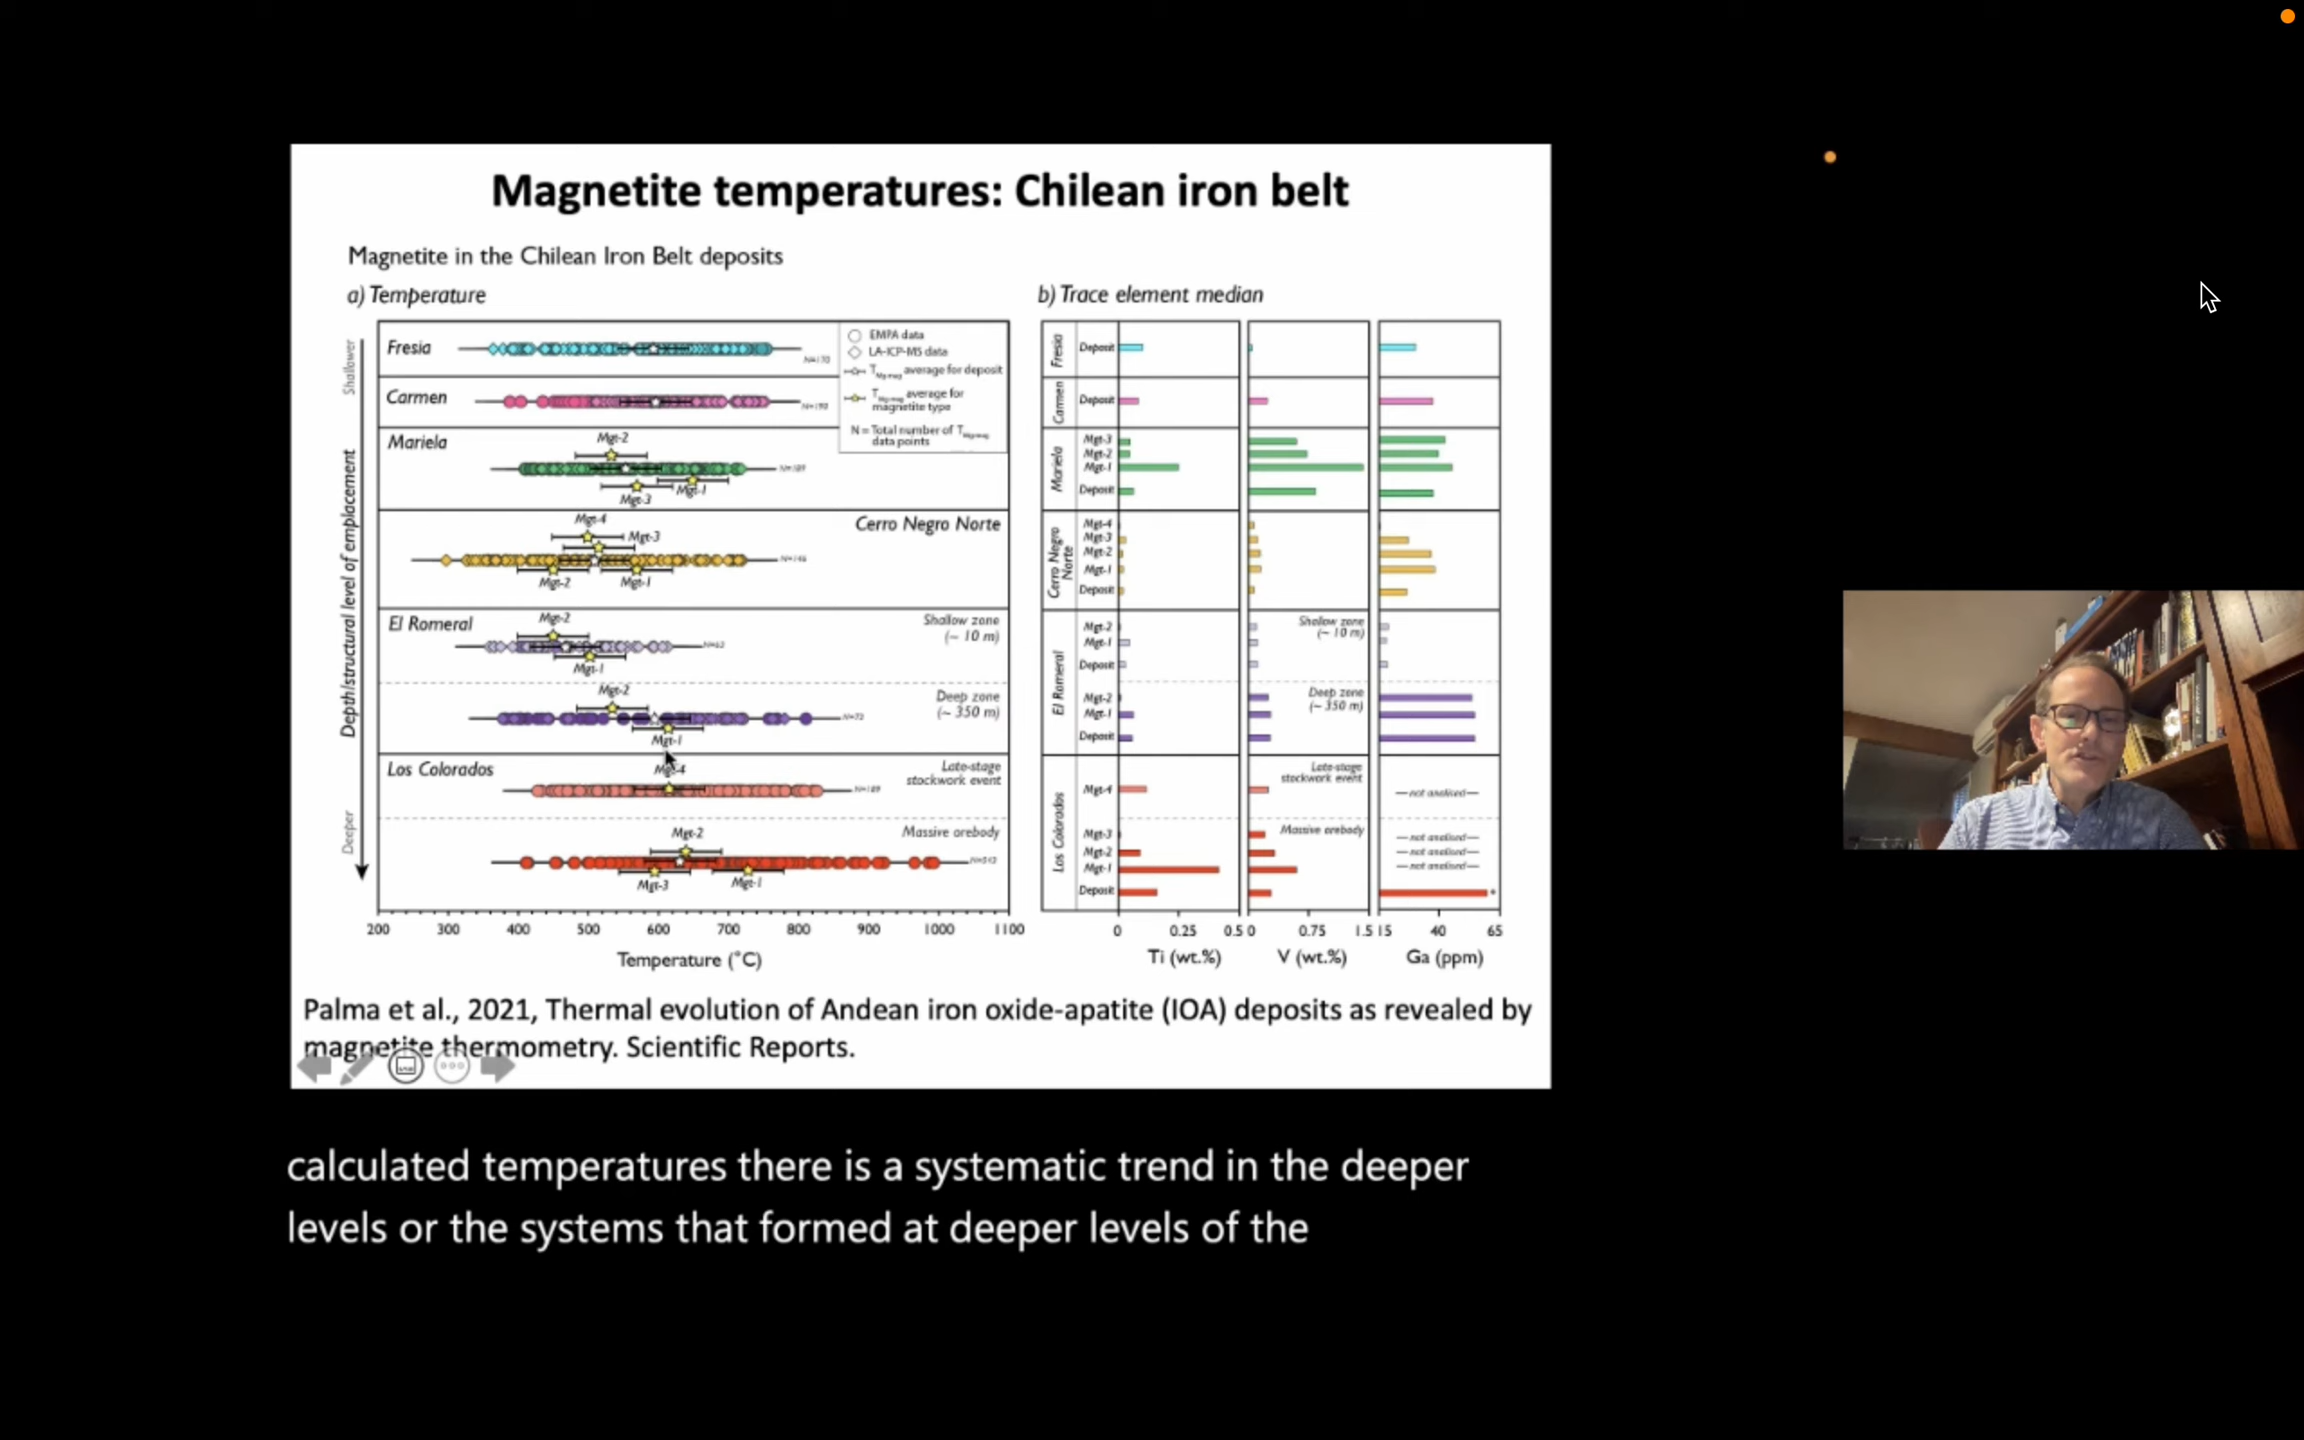 Magnetite temperatures: Chilean iron belt
Magnetite in the Chilean Iron Belt deposits
a) Temperature
b) Trace element median
Shallower
Depth/structural level of emplacement
Deeper
Fresia
EMPA data
LA-ICP-MS data
average for deposit
average for
magnetite type
N = Total number of T
data points
Carmen
N=190
Mariela
Mgt-2
Mgt-3
Mgt-1
Cerro Negro Norte
Mgt-4
Mgt-3
Mgt-2
Mgt-1
El Romeral
Mgt-2
Shallow zone
(~ 10 m)
Mgt-1
Mgt-2
Deep zone
(~ 350 m)
N=73
Mgt-1
Los Colorados
Late-stage
stockwork event
N=189
Mgt-2
Massive orebody
Mgt-3
Mgt-1
200 300 400 500 600 700 800 900 1000 1100
Temperature (°C)
Fresia
Deposit
Carmen
Deposit
Mariela
Mgt-3
Mgt-2
Mgt-1
Deposit
Cerro Negro
Norte
Mgt-4
Mgt-3
Mgt-2
Mgt-1
Deposit
El Romeral
Mgt-2
Mgt-1
Deposit
Shallow zone
(~ 10 m)
Mgt-2
Mgt-1
Deposit
Deep zone
(~ 350 m)
Los Colorados
Mgt-4
Late-stage
stockwork event
—not analised—
Mgt-3
Mgt-2
Mgt-1
Deposit
Massive orebody
—not analised—
—not analised—
—not analised—
0 0.25 0.5 0 0.75 1.5 15 40 65
Ti (wt.%) V (wt.%) Ga (ppm)
Palma et al., 2021, Thermal evolution of Andean iron oxide-apatite (IOA) deposits as revealed by
magnetite thermometry. Scientific Reports.
calculated temperatures there is a systematic trend in the deeper
levels or the systems that formed at deeper levels of the